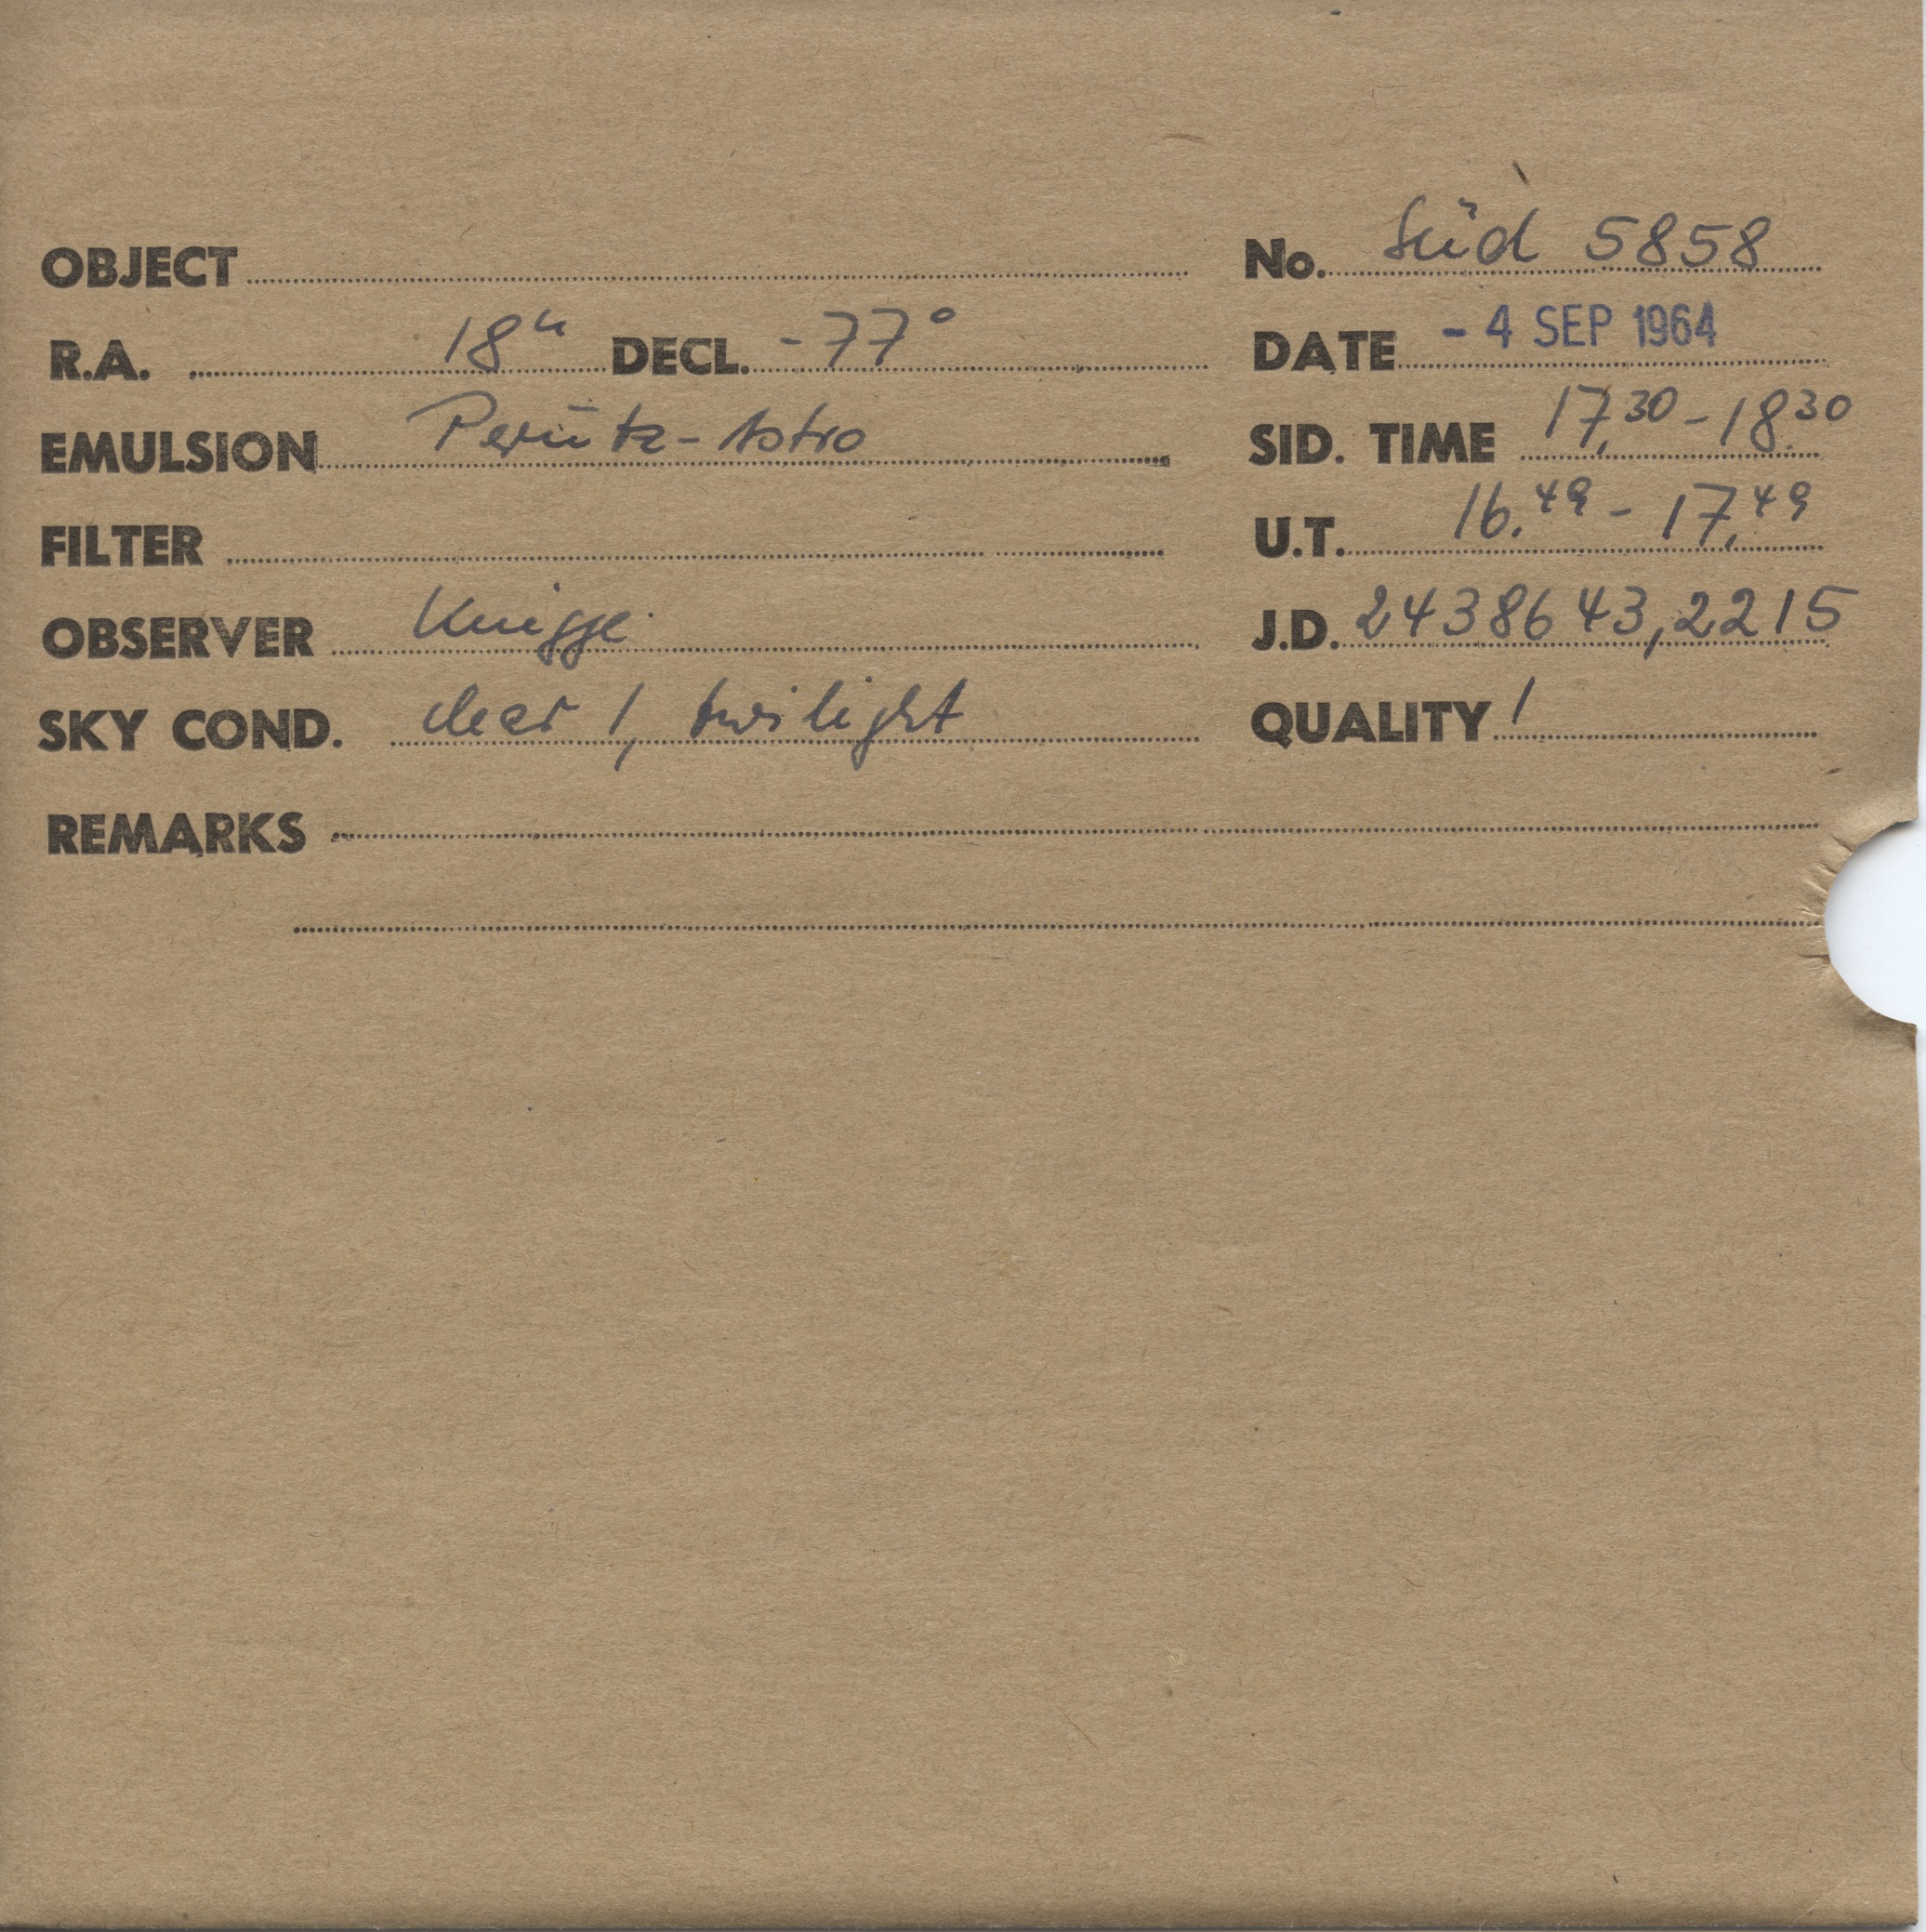 OBJECT No. Süd 5858
R.A. 18h DECL. -77° DATE - 4 SEP 1964
EMULSION Perutz-Astro SID. TIME 17,30 - 18.30
FILTER U.T. 16.49 - 17,49
OBSERVER Knigge J.D. 2438643,2215
SKY COND. clear 1, twilight QUALITY 1
REMARKS